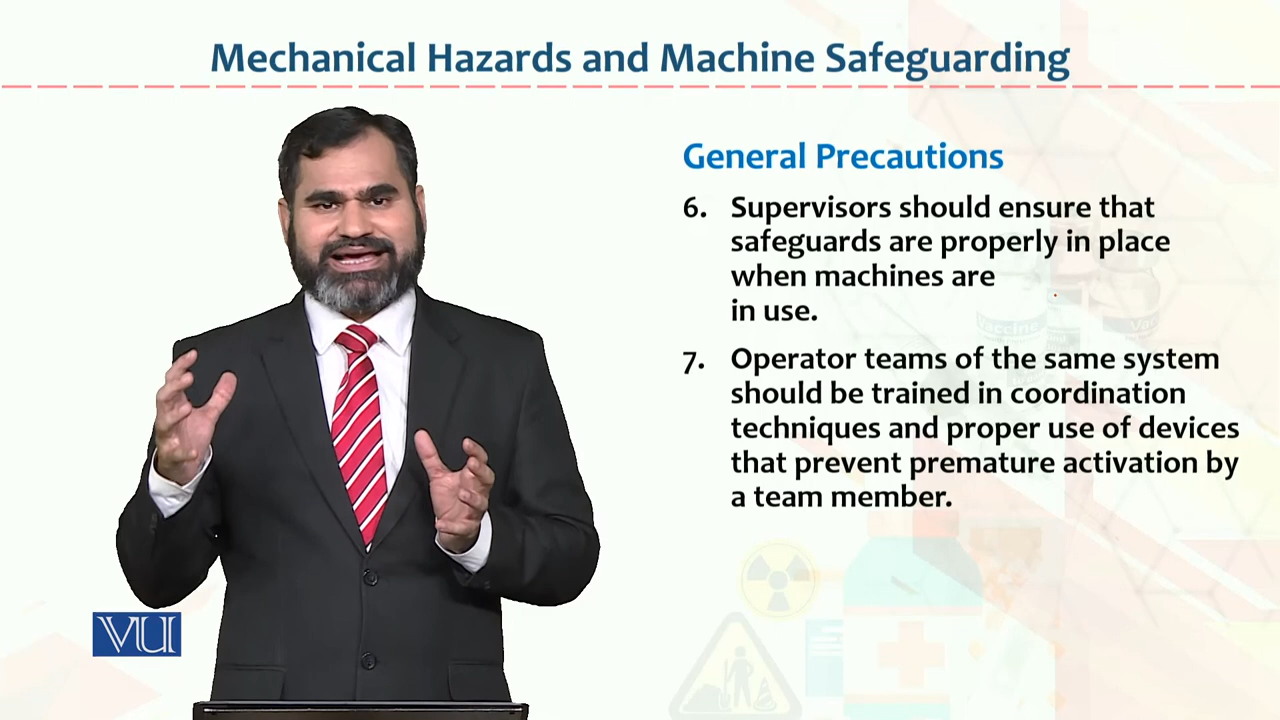 Mechanical Hazards and Machine Safeguarding
General Precautions
6. Supervisors should ensure that
safeguards are properly in place
when machines are
in use.
7. Operator teams of the same system
should be trained in coordination
techniques and proper use of devices
that prevent premature activation by
a team member.
vaccine
VU